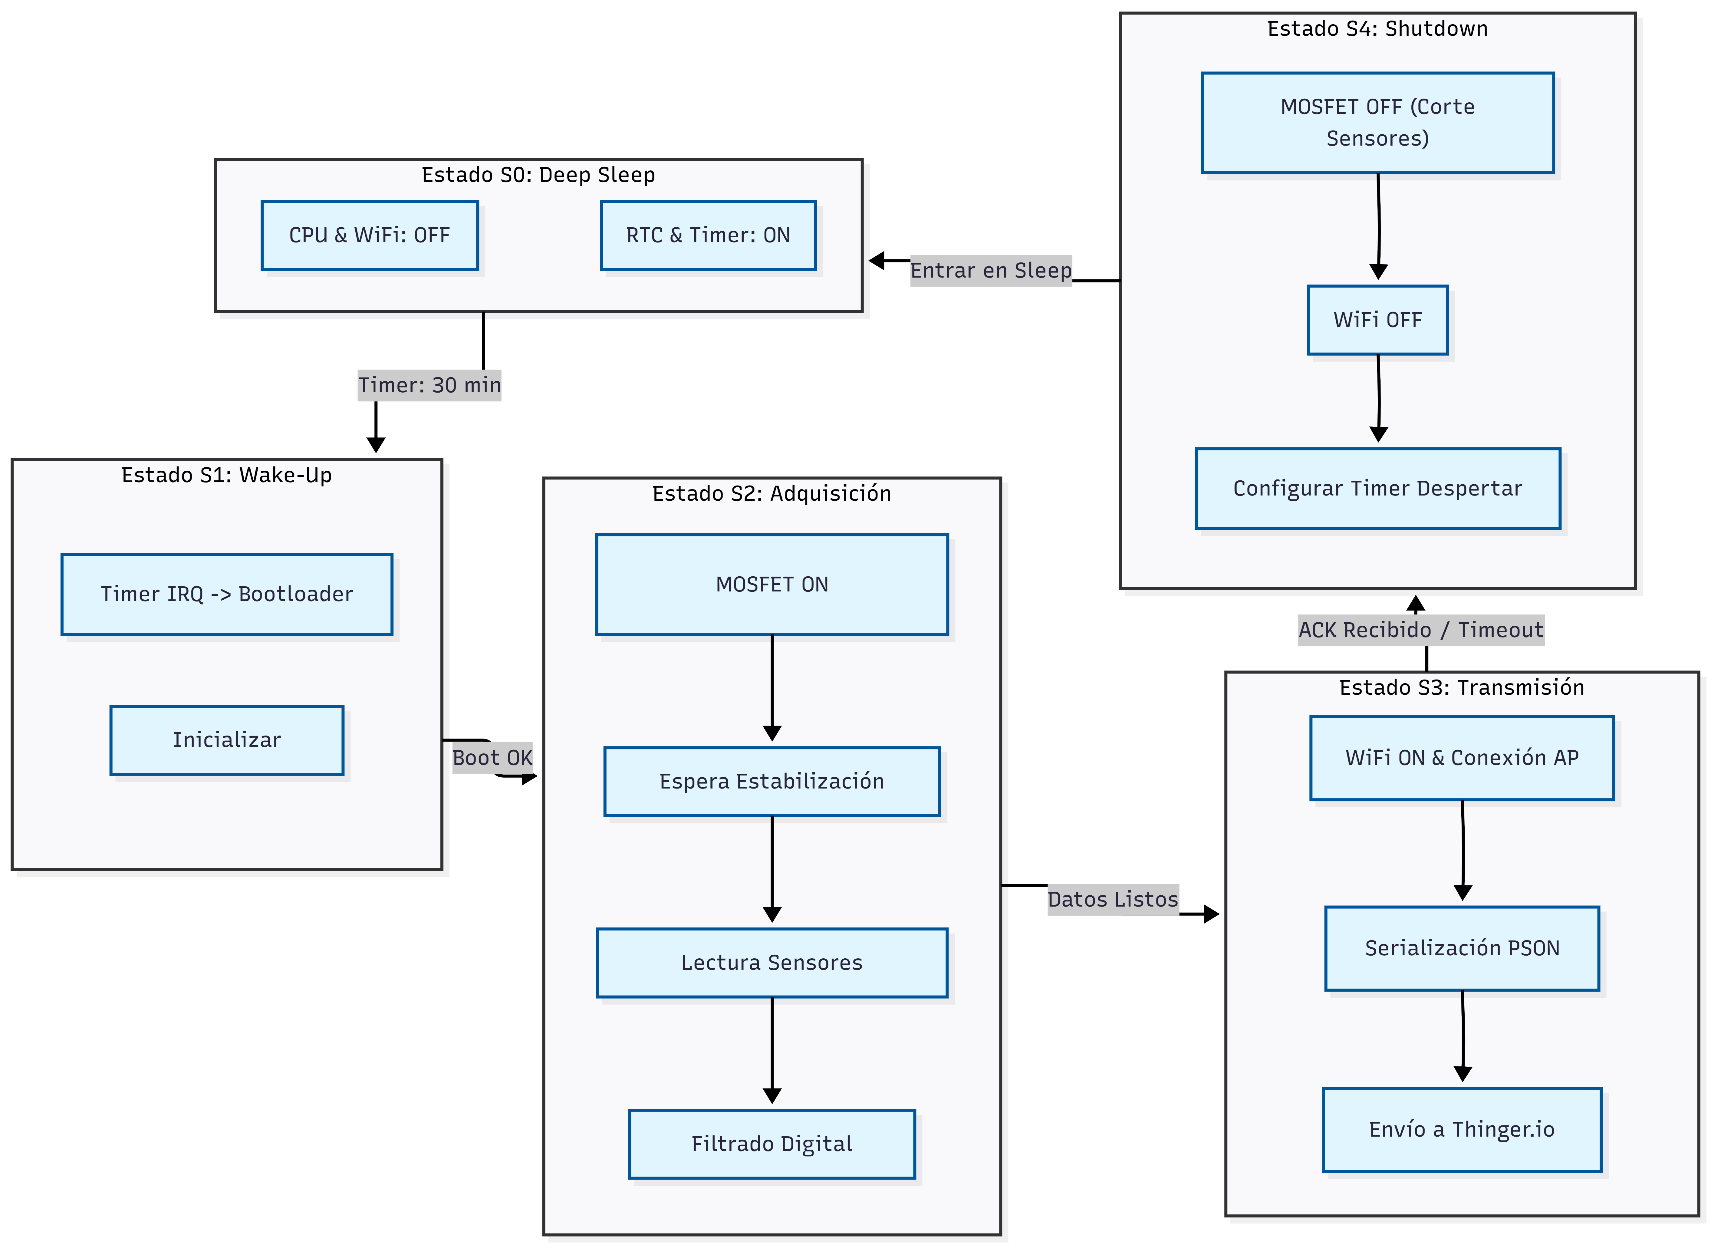 Estado S4: Shutdown
MOSFET OFF (Corte
Sensores)
WiFi OFF
Configurar Timer Despertar
Estado S0: Deep Sleep
CPU & WiFi: OFF
RTC & Timer: ON
Entrar en Sleep
Timer: 30 min
Estado S1: Wake-Up
Timer IRQ -> Bootloader
Inicializar
Boot OK
Estado S2: Adquisición
MOSFET ON
Espera Estabilización
Lectura Sensores
Filtrado Digital
Datos Listos
ACK Recibido / Timeout
Estado S3: Transmisión
WiFi ON & Conexión AP
Serialización PSON
Envío a Thinger.io